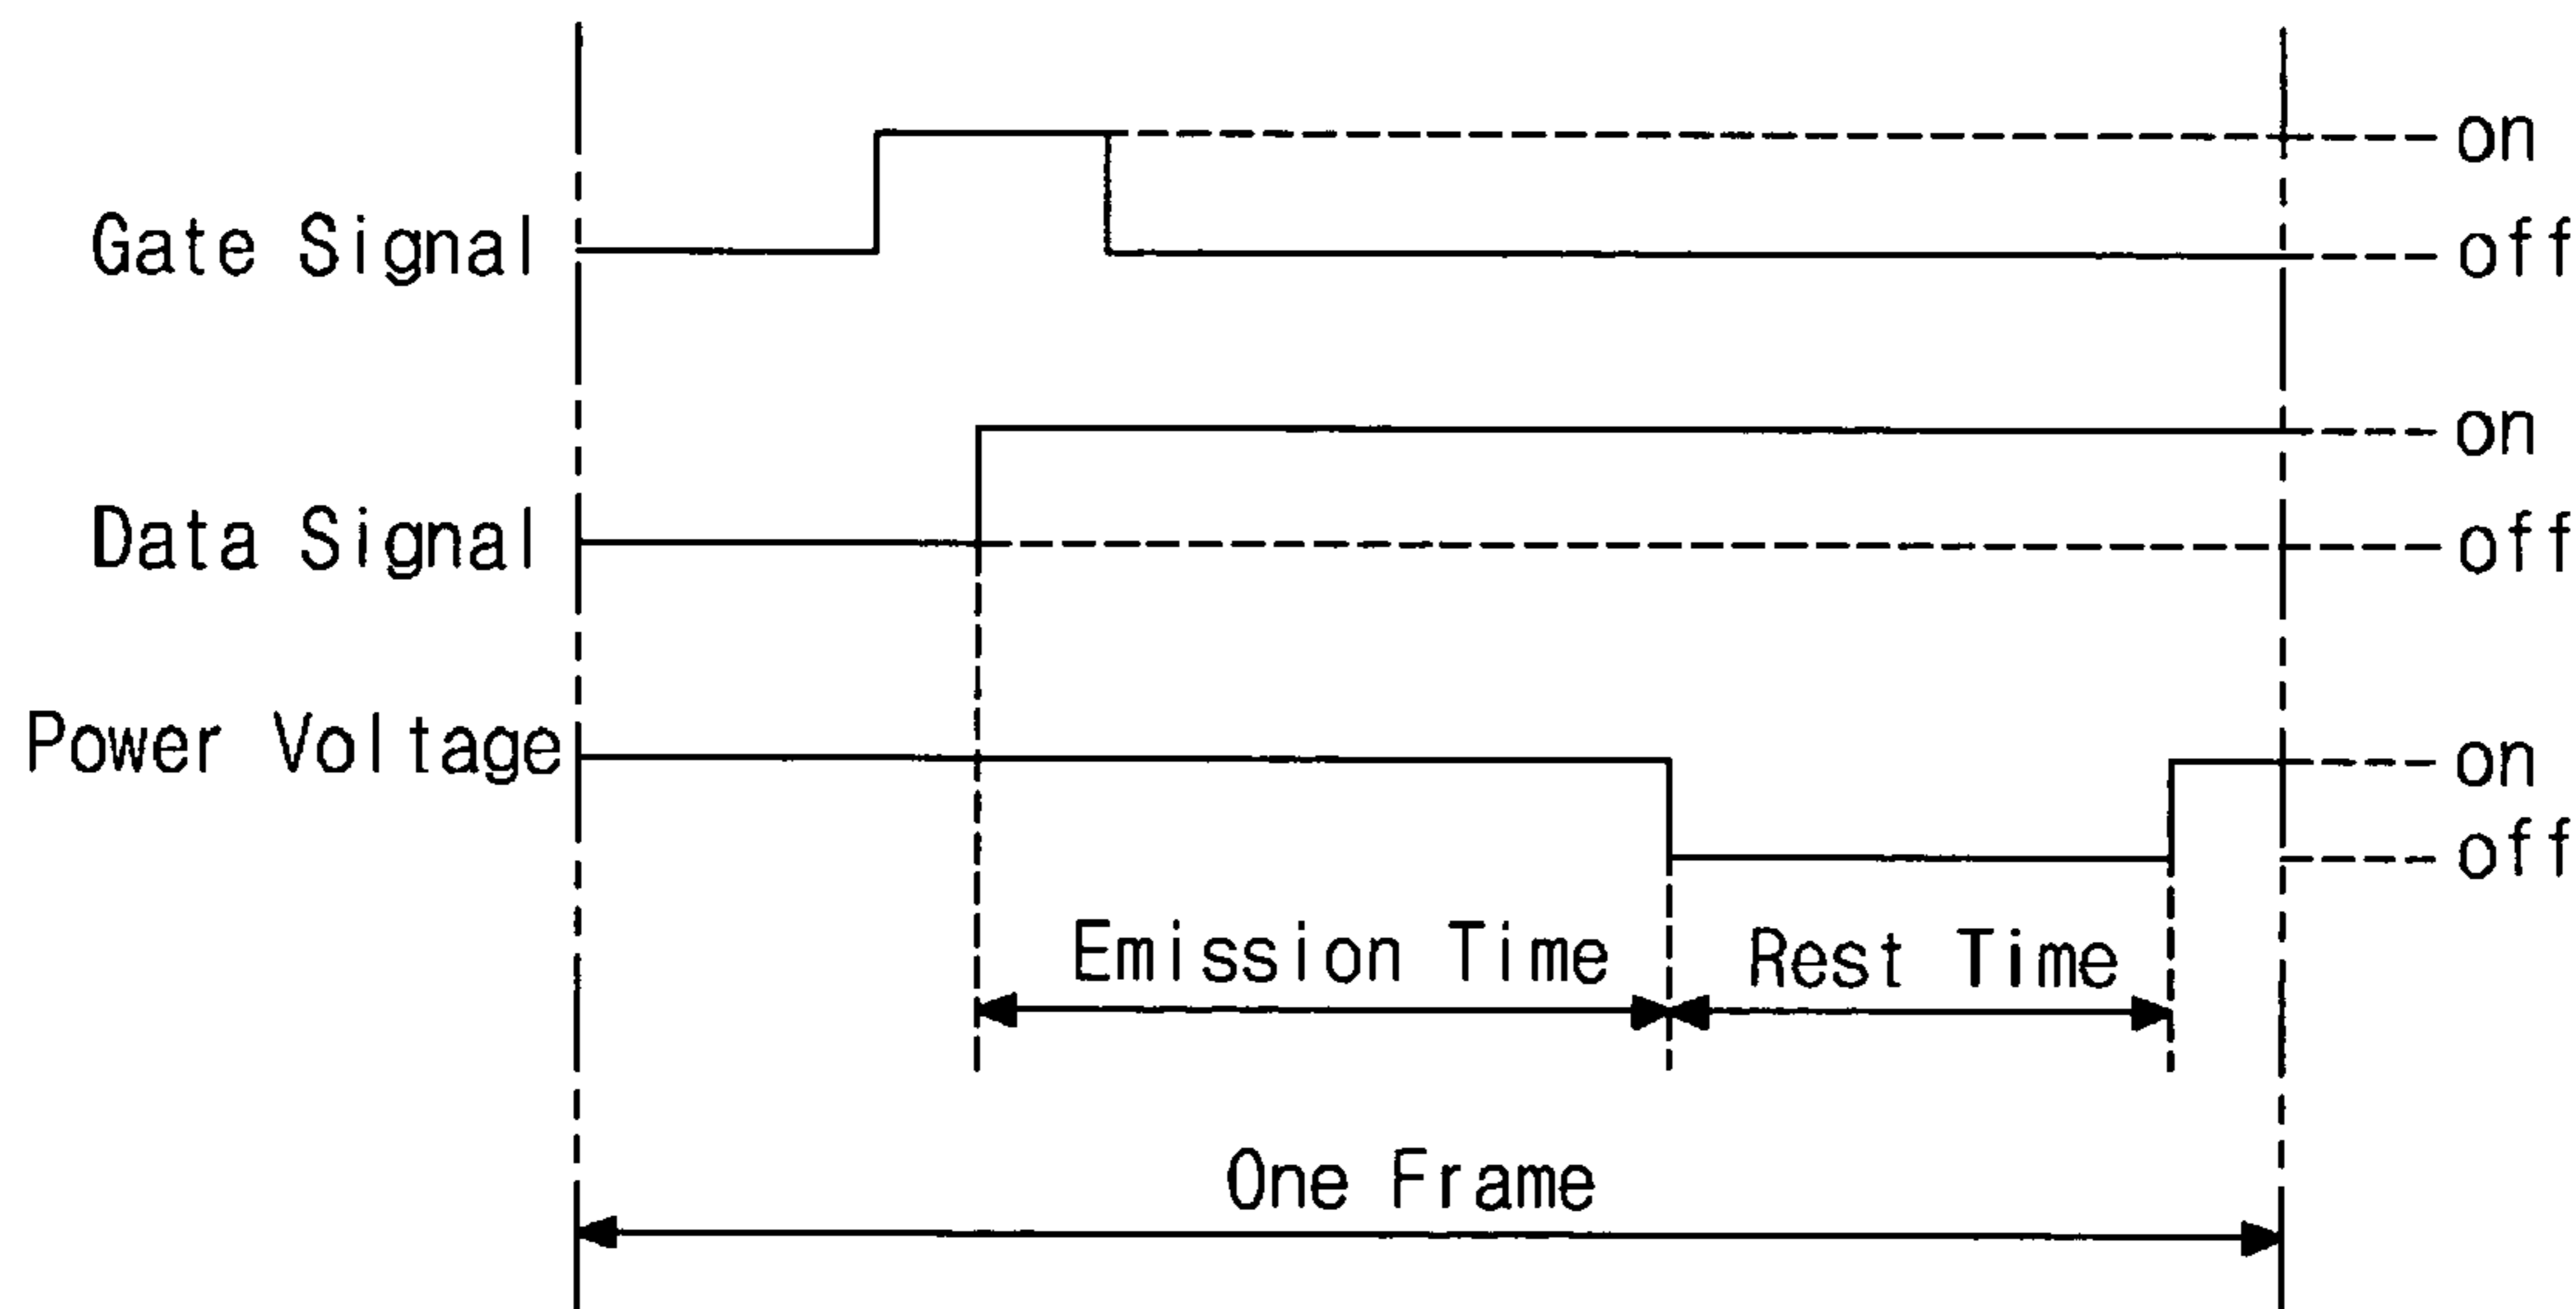 on
Gate Signal
off
on
Data Signal
off
Power Voltage
on
off
Emission Time
Rest Time
One Frame